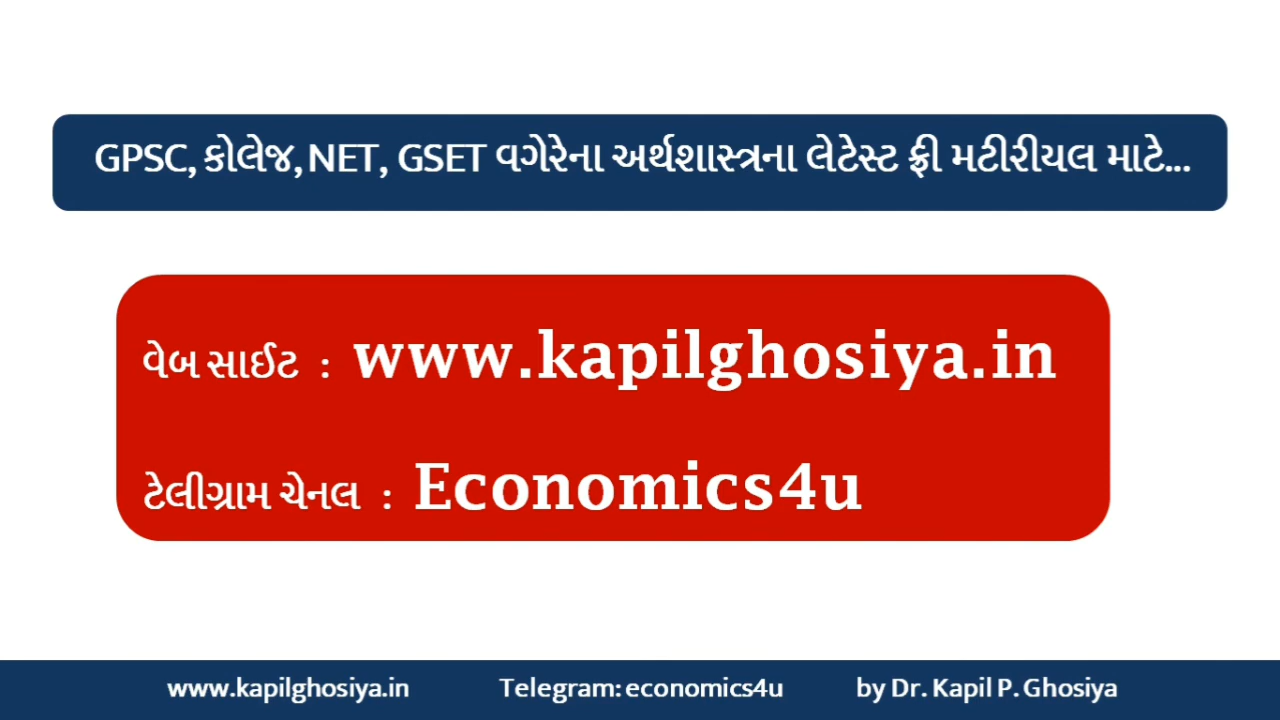 GPSC, કોલેજ, NET, GSET વગેરેના અર્થશાસ્ત્રના લેટેસ્ટ ફ્રી મટીરીયલ માટે...
વેબ સાઈટ : www.kapilghosiya.in
ટેલીગ્રામ ચેનલ : Economics4u
www.kapilghosiya.in Telegram: economics4u by Dr. Kapil P. Ghosiya